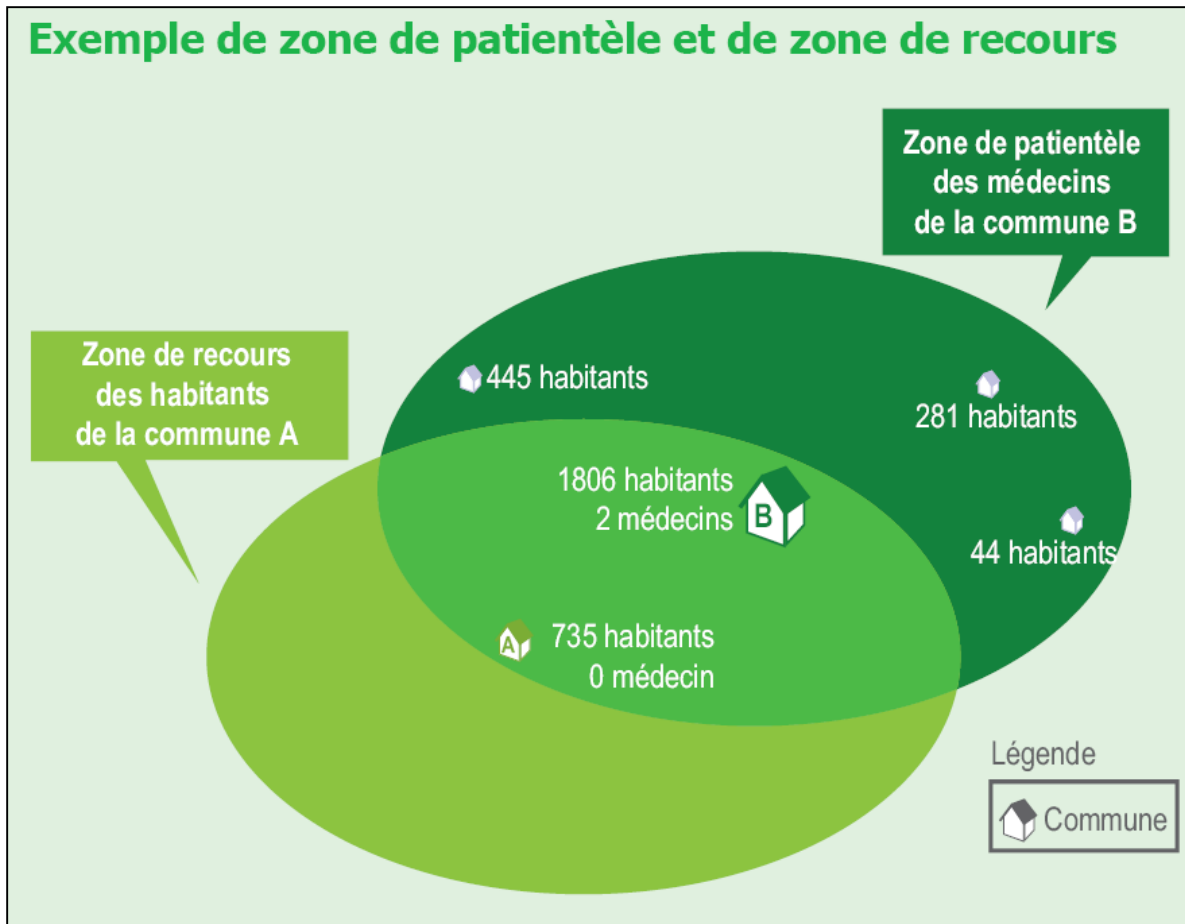 Exemple de zone de patientèle et de zone de recours
Zone de patientèle
des médecins
de la commune B
Zone de recours
des habitants
de la commune A
445 habitants
281 habitants
1806 habitants
2 médecins
B
44 habitants
A
735 habitants
0 médecin
Légende
Commune